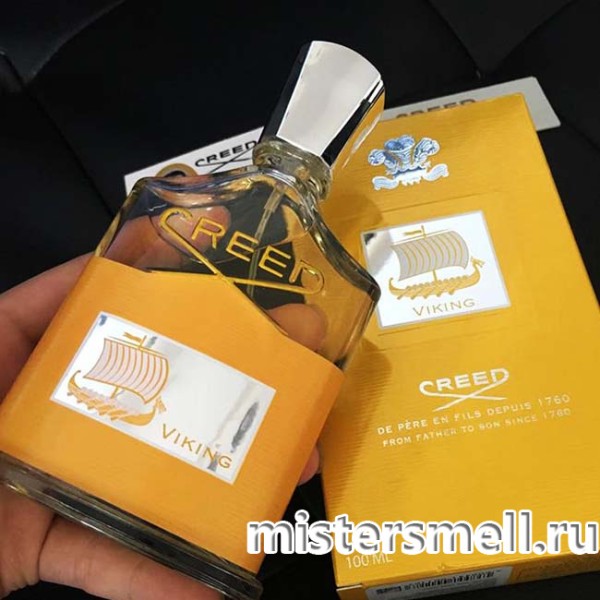 CREED
CREED
VIKING
VIKING
CREED
DE PÈRE EN FILS DEPUIS 1760
FROM FATHER TO SON SINCE 1760
mistersmell.ru
100 ML